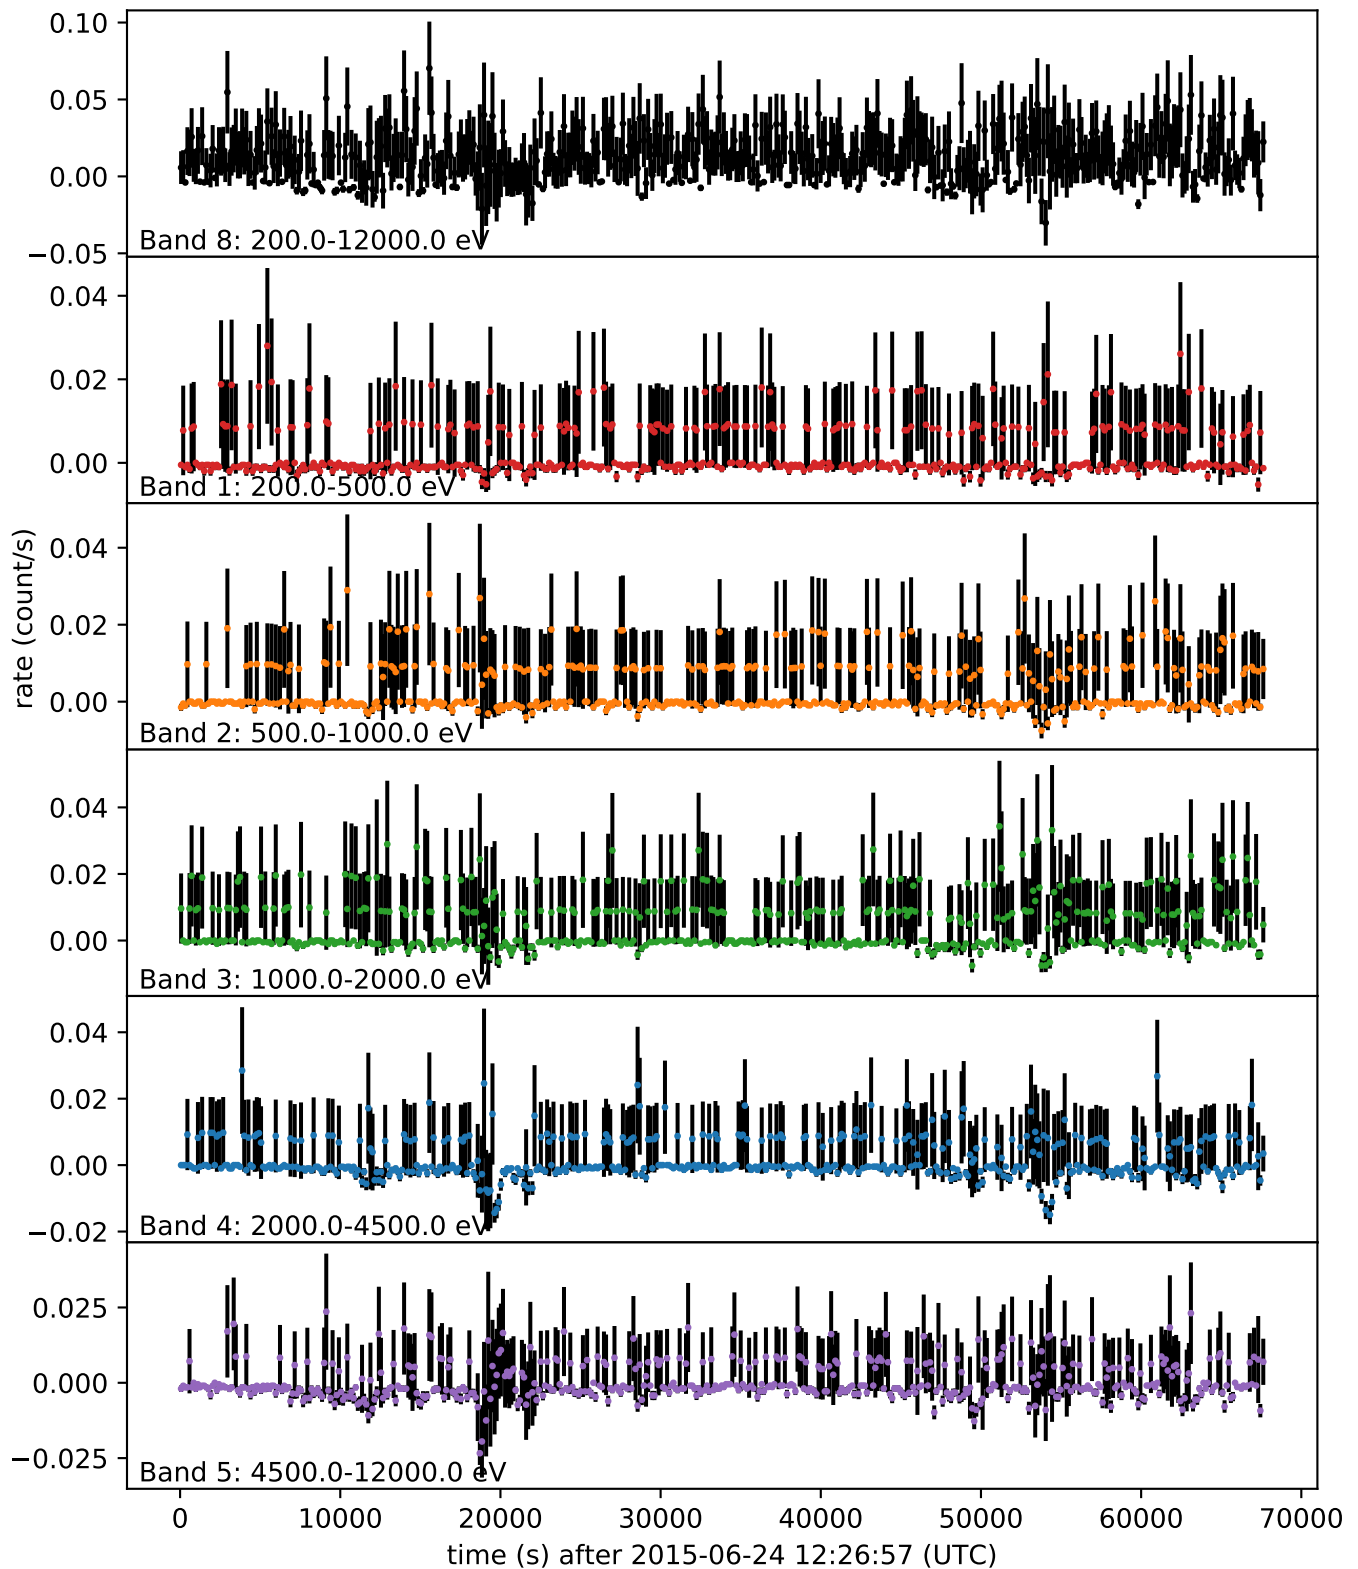 0.10
0.05
0.00
−0.05
Band 8: 200.0-12000.0 eV
0.04
0.02
0.00
Band 1: 200.0-500.0 eV
rate (count/s)
0.04
0.02
0.00
Band 2: 500.0-1000.0 eV
0.04
0.02
0.00
Band 3: 1000.0-2000.0 eV
0.04
0.02
0.00
−0.02
Band 4: 2000.0-4500.0 eV
0.025
0.000
−0.025
Band 5: 4500.0-12000.0 eV
0 10000 20000 30000 40000 50000 60000 70000
time (s) after 2015-06-24 12:26:57 (UTC)